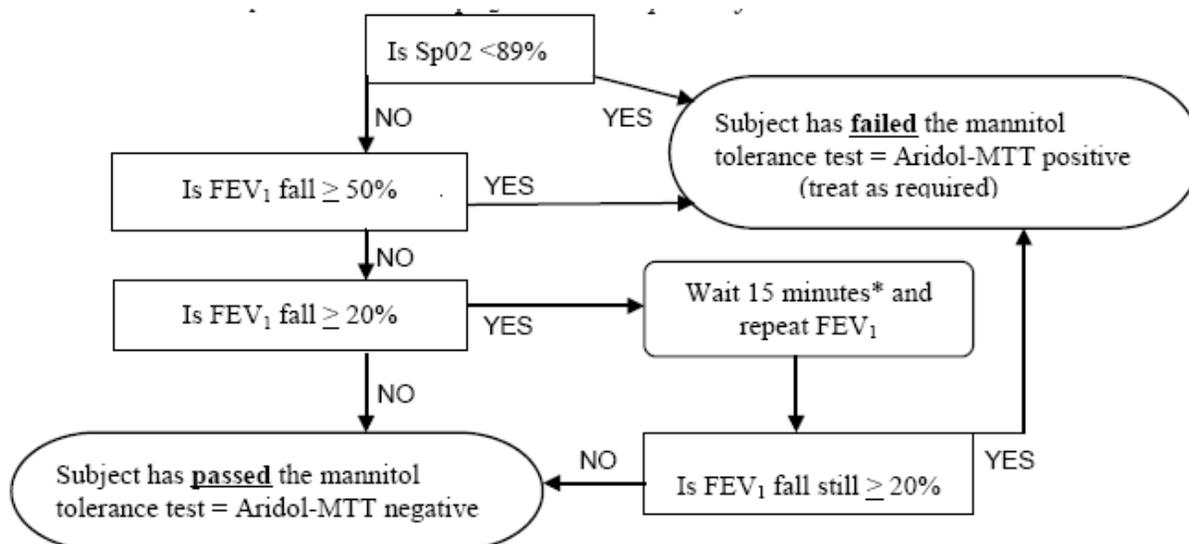 Is Sp02 <89%
NO
YES
Subject has failed the mannitol
tolerance test = Aridol-MTT positive
(treat as required)
Is FEV₁ fall ≥ 50%
YES
NO
Is FEV₁ fall ≥ 20%
YES
Wait 15 minutes* and
repeat FEV₁
NO
Is FEV₁ fall still ≥ 20%
YES
NO
Subject has passed the mannitol
tolerance test = Aridol-MTT negative